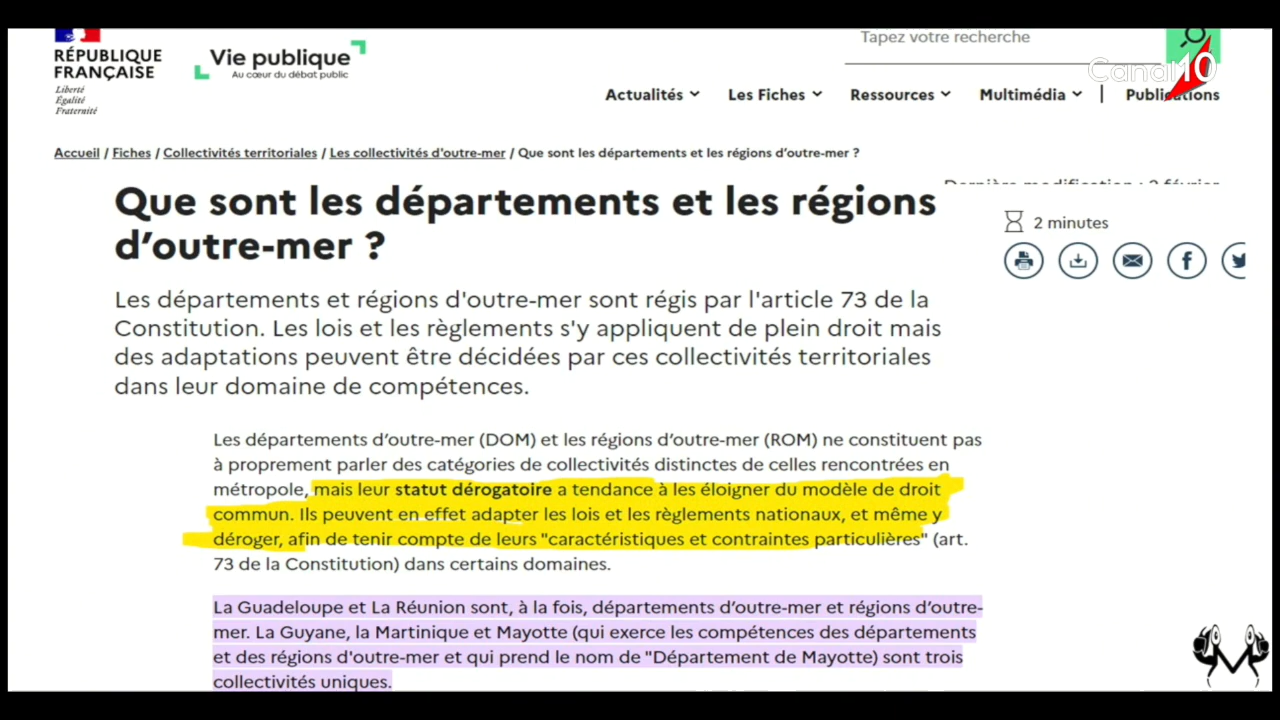 RÉPUBLIQUE
FRANÇAISE
Liberté
Égalité
Fraternité
Vie publique
Au cœur du débat public
Tapez votre recherche
Canal10
Actualités
Les Fiches
Ressources
Multimédia
Publications
Accueil / Fiches / Collectivités territoriales / Les collectivités d'outre-mer / Que sont les départements et les régions d'outre-mer ?
Que sont les départements et les régions
d'outre-mer ?
Dernière modification : 2 février
2 minutes
Les départements et régions d'outre-mer sont régis par l'article 73 de la
Constitution. Les lois et les règlements s'y appliquent de plein droit mais
des adaptations peuvent être décidées par ces collectivités territoriales
dans leur domaine de compétences.
Les départements d'outre-mer (DOM) et les régions d'outre-mer (ROM) ne constituent pas
à proprement parler des catégories de collectivités distinctes de celles rencontrées en
métropole, mais leur statut dérogatoire a tendance à les éloigner du modèle de droit
commun. Ils peuvent en effet adapter les lois et les règlements nationaux, et même y
déroger, afin de tenir compte de leurs "caractéristiques et contraintes particulières" (art.
73 de la Constitution) dans certains domaines.
La Guadeloupe et La Réunion sont, à la fois, départements d'outre-mer et régions d'outre-
mer. La Guyane, la Martinique et Mayotte (qui exerce les compétences des départements
et des régions d'outre-mer et qui prend le nom de "Département de Mayotte) sont trois
collectivités uniques.